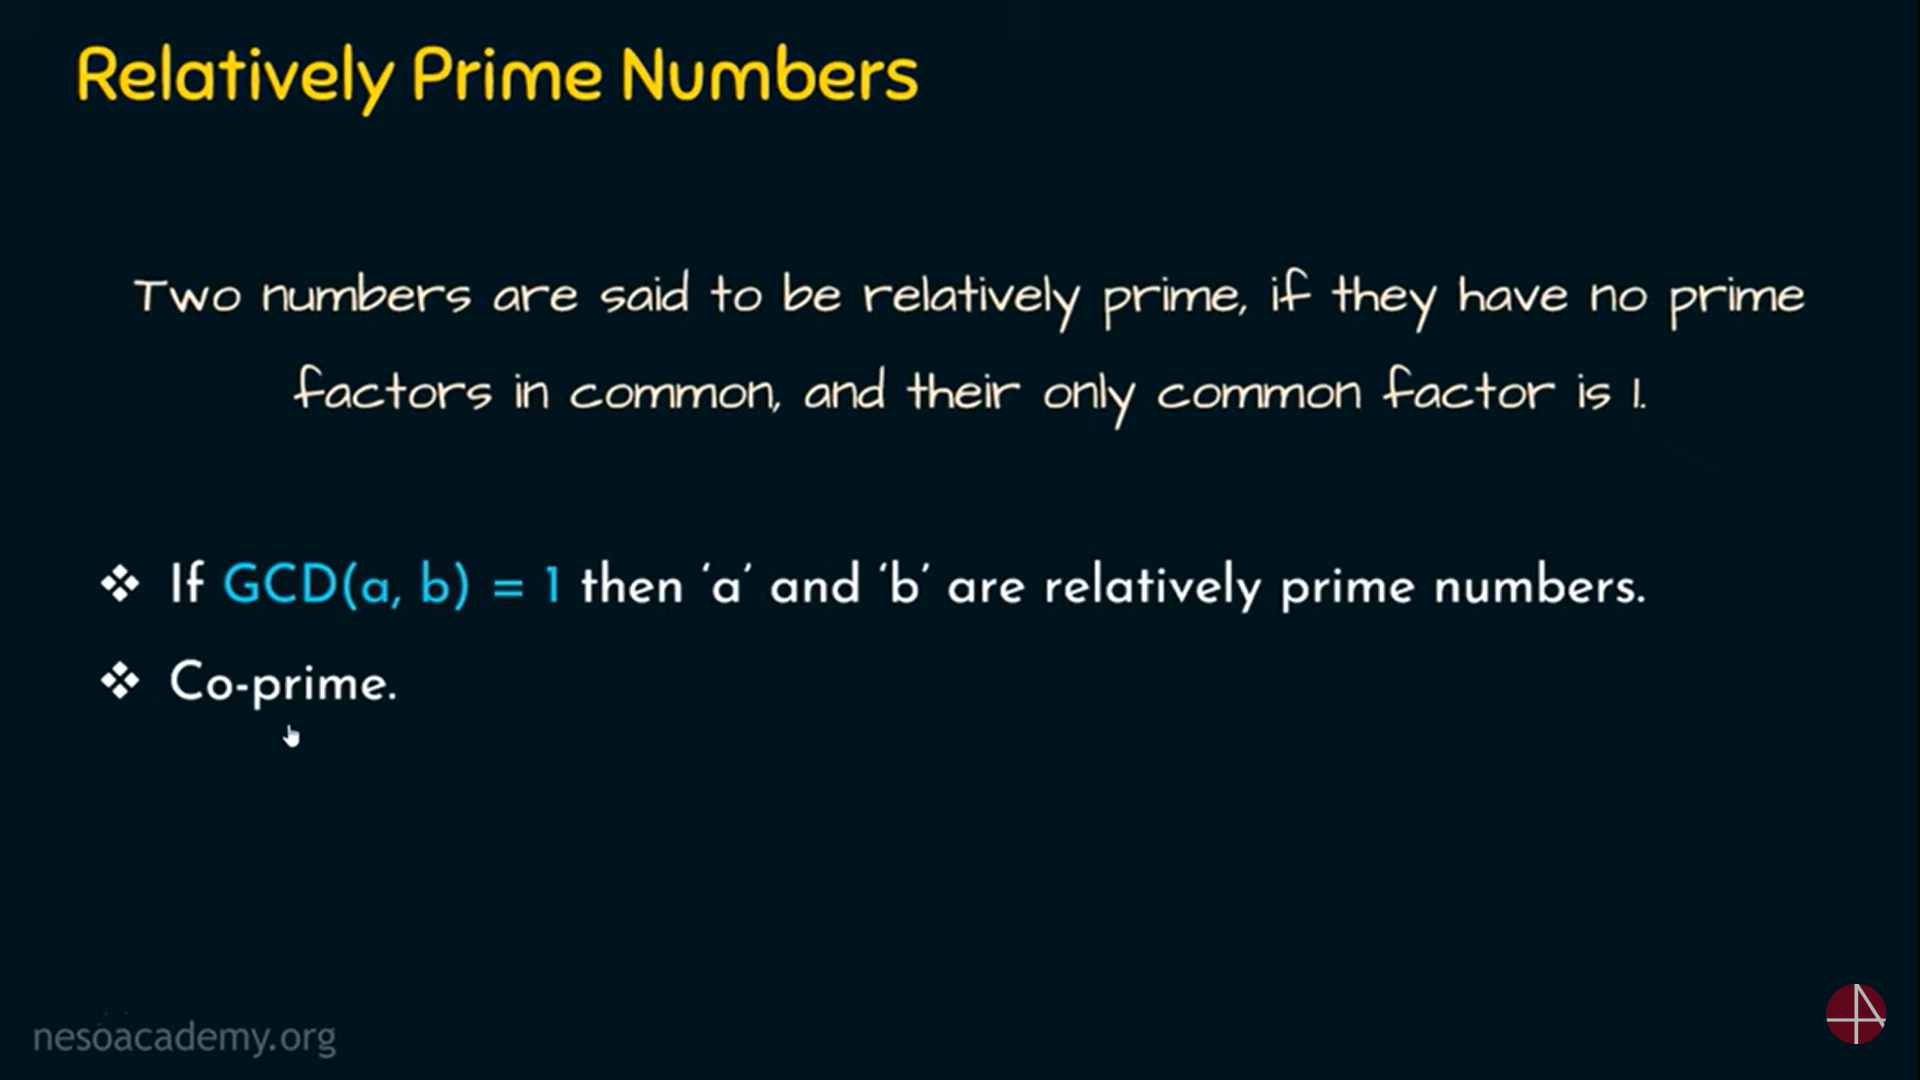 Relatively Prime Numbers
Two numbers are said to be relatively prime, if they have no prime
factors in common, and their only common factor is 1.
❖ If GCD(a, b) = 1 then ‘a’ and ‘b’ are relatively prime numbers.
❖ Co-prime.
nesoacademy.org